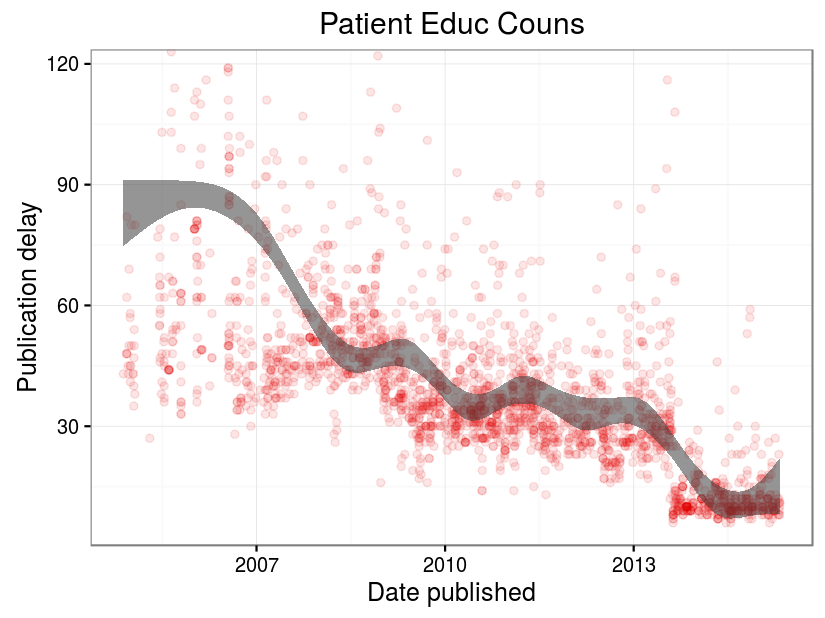 Patient Educ Couns
120
90
60
30
Publication delay
2007 2010 2013
Date published